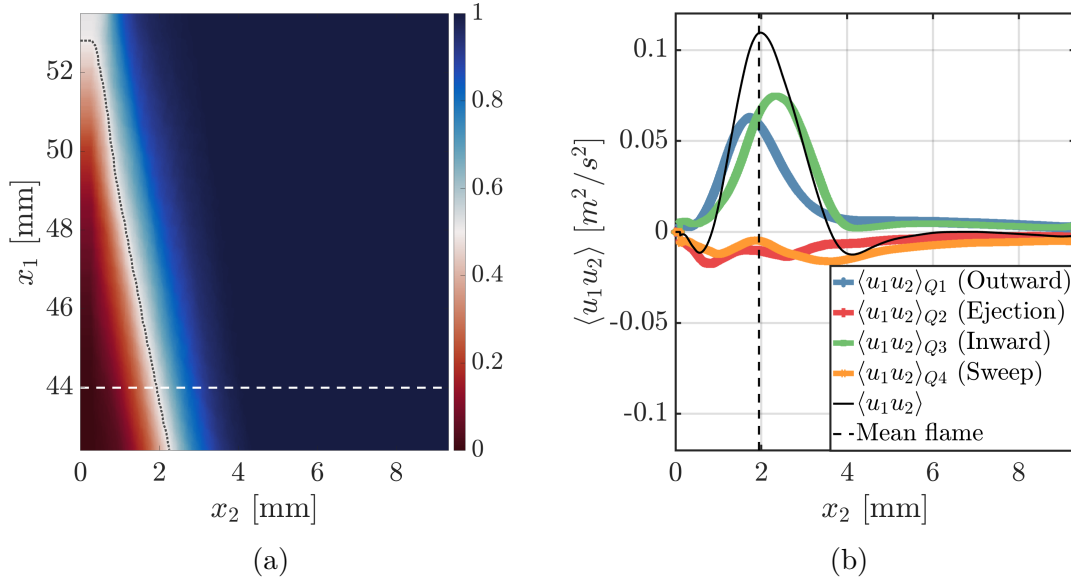 52
50
48
46
44
x₁ [mm]
0 2 4 6 8
x₂ [mm]
1
0.8
0.6
0.4
0.2
0
(a)
0.1
0.05
0
-0.05
-0.1
⟨u₁u₂⟩ [m²/s²]
⟨u₁u₂⟩Q1 (Outward)
⟨u₁u₂⟩Q2 (Ejection)
⟨u₁u₂⟩Q3 (Inward)
⟨u₁u₂⟩Q4 (Sweep)
⟨u₁u₂⟩
Mean flame
0 2 4 6 8
x₂ [mm]
(b)